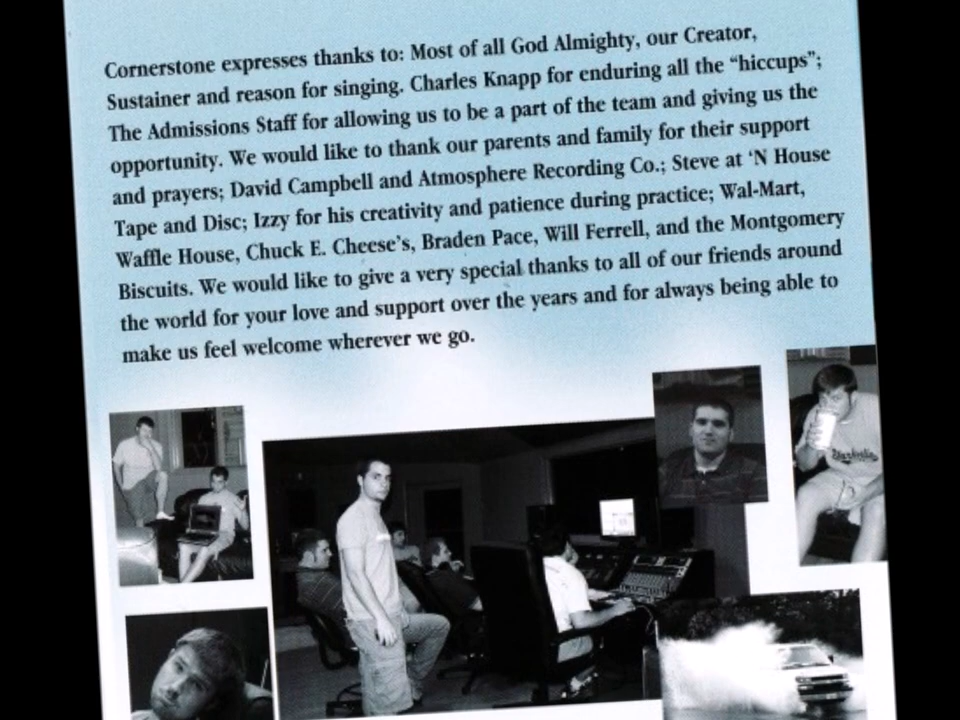 Cornerstone expresses thanks to: Most of all God Almighty, our Creator,
Sustainer and reason for singing. Charles Knapp for enduring all the “hiccups”;
The Admissions Staff for allowing us to be a part of the team and giving us the
opportunity. We would like to thank our parents and family for their support
and prayers; David Campbell and Atmosphere Recording Co.; Steve at ‘N House
Tape and Disc; Izzy for his creativity and patience during practice; Wal-Mart,
Waffle House, Chuck E. Cheese’s, Braden Pace, Will Ferrell, and the Montgomery
Biscuits. We would like to give a very special thanks to all of our friends around
the world for your love and support over the years and for always being able to
make us feel welcome wherever we go.